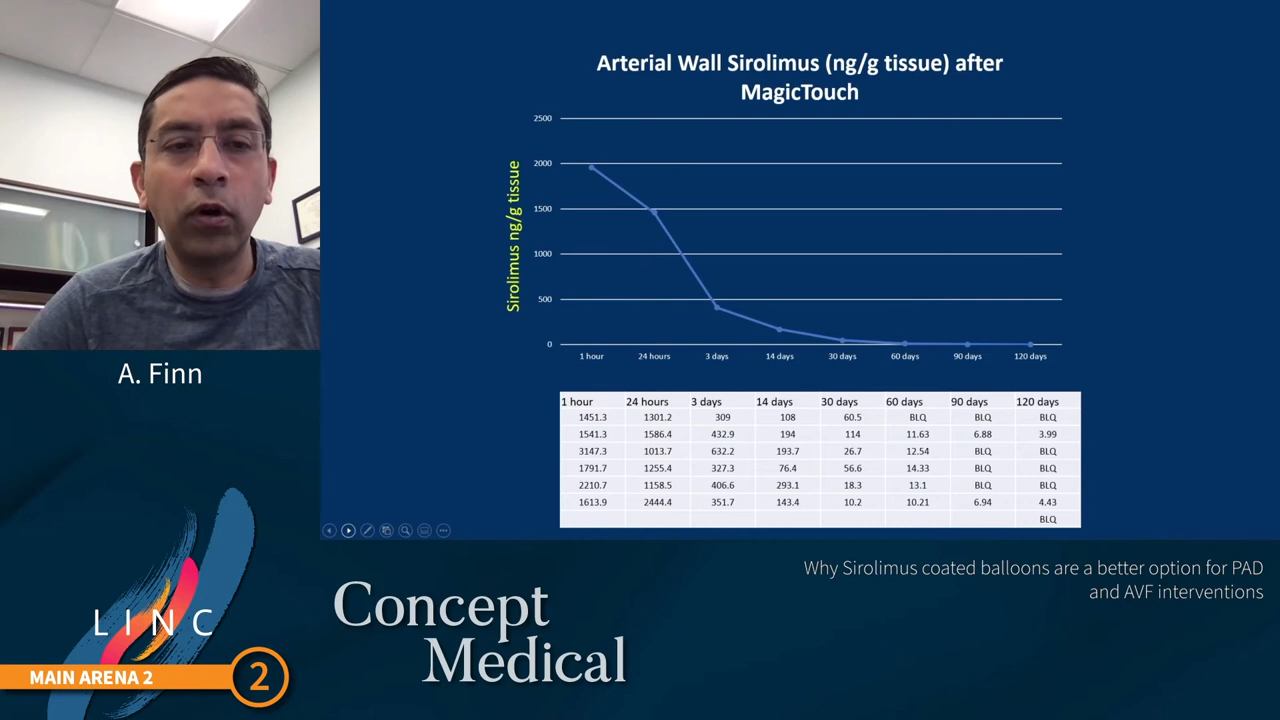 Arterial Wall Sirolimus (ng/g tissue) after
MagicTouch
Sirolimus ng/g tissue
2500
2000
1500
1000
500
0
1 hour 24 hours 3 days 14 days 30 days 60 days 90 days 120 days
1 hour 24 hours 3 days 14 days 30 days 60 days 90 days 120 days
1451.3 1301.2 309 108 60.5 BLQ BLQ BLQ
1541.3 1586.4 432.9 194 114 11.63 6.88 3.99
3147.3 1013.7 632.2 193.7 26.7 12.54 BLQ BLQ
1791.7 1255.4 327.3 76.4 56.6 14.33 BLQ BLQ
2210.7 1158.5 406.6 293.1 18.3 13.1 BLQ BLQ
1613.9 2444.4 351.7 143.4 10.2 10.21 6.94 4.43
BLQ
A. Finn
Why Sirolimus coated balloons are a better option for PAD
and AVF interventions
Concept
Medical
LINC
MAIN ARENA 2
2